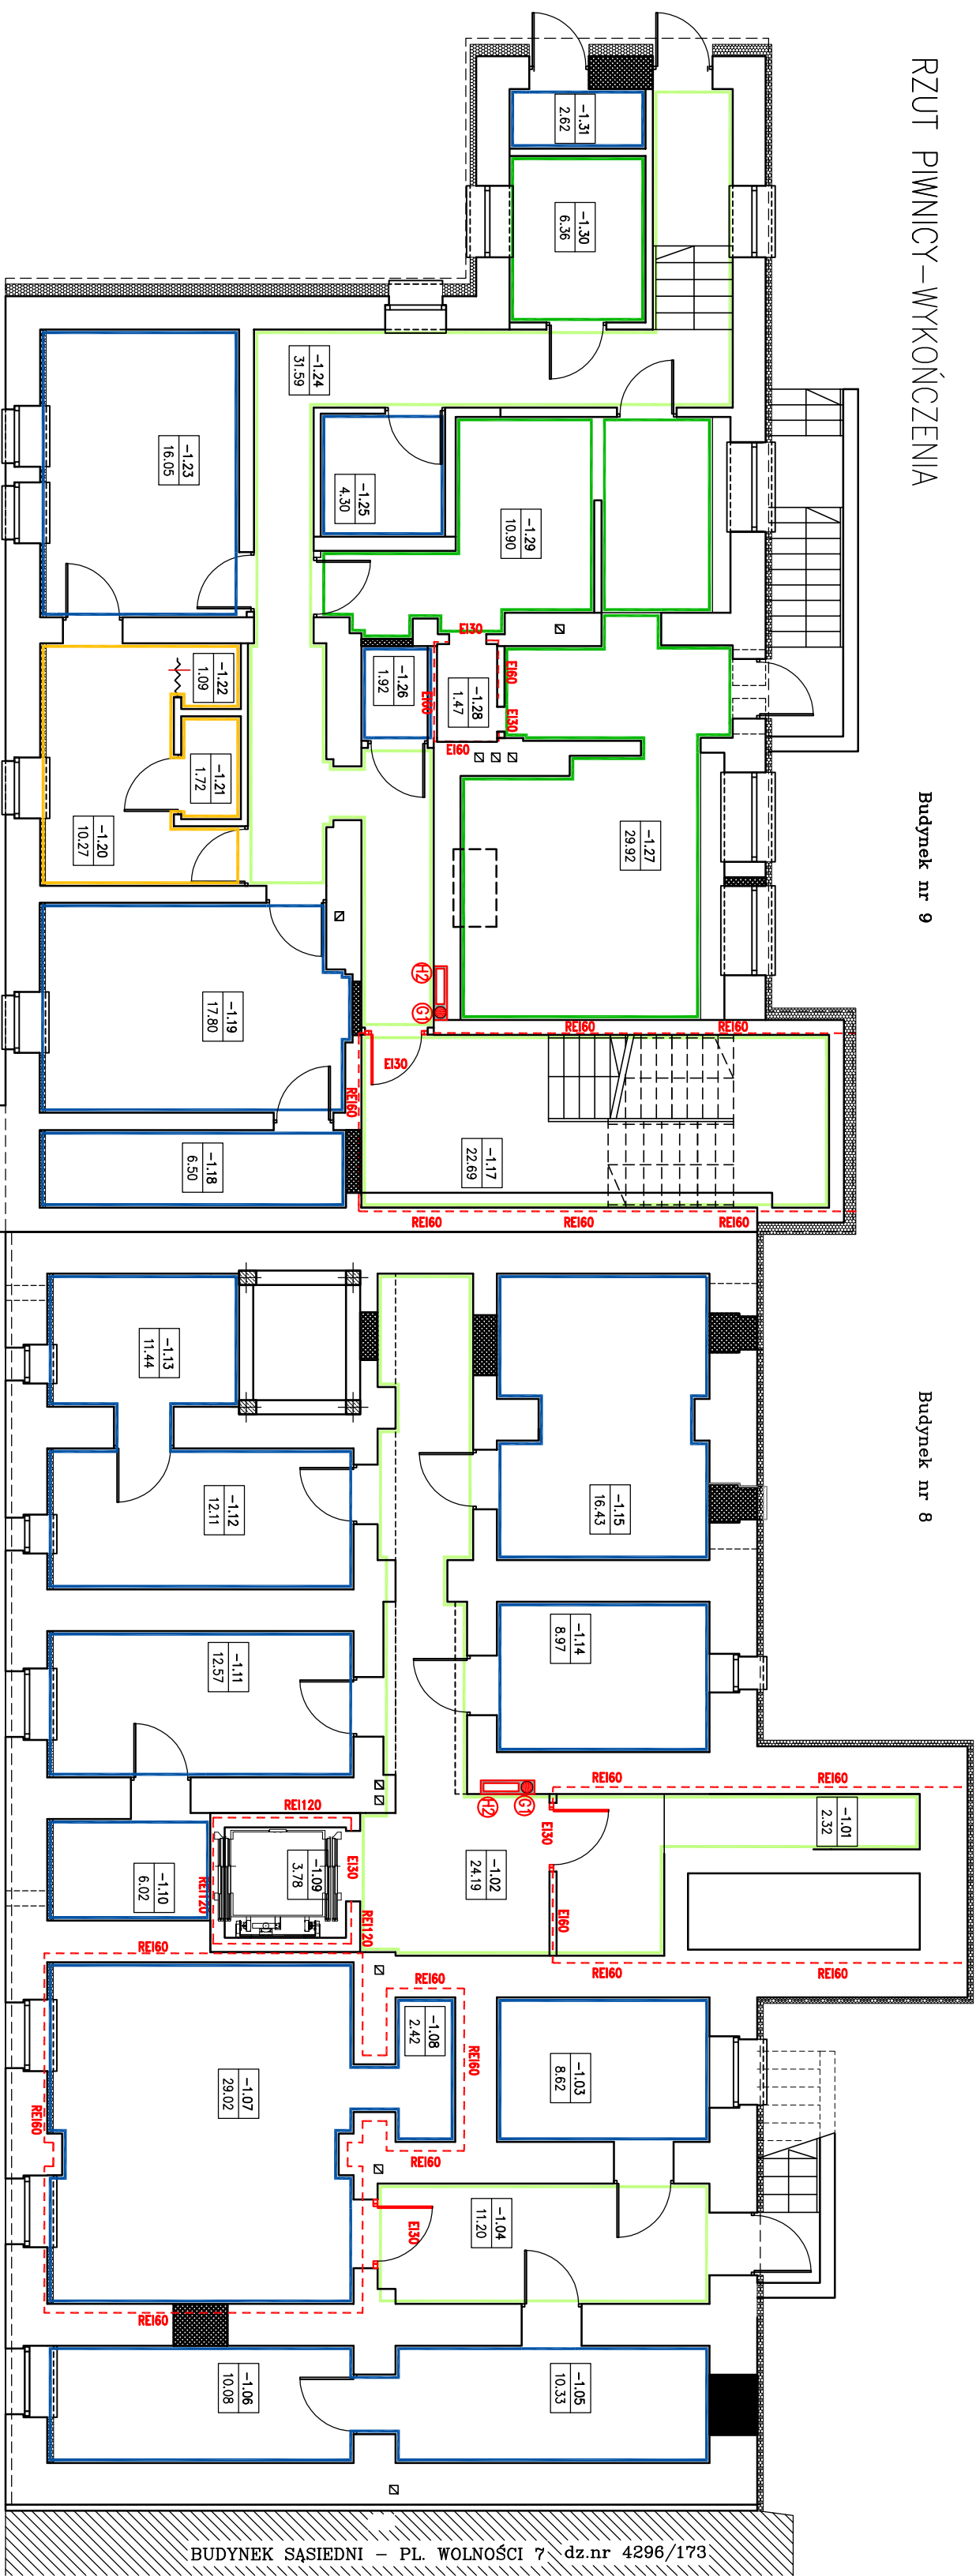 RZUT PIWNICY-WYKOŃCZENIA
Budynek nr 9
Budynek nr 8
-1.31
2.62
-1.30
6.36
-1.24
31.59
-1.23
16.05
-1.25
4.30
-1.29
10.90
EI30
EI60
EI30
EI60
EI60
-1.28
1.47
-1.26
1.92
-1.22
1.09
-1.21
1.72
-1.20
10.27
-1.27
29.92
H2
G1
-1.19
17.80
REI60
REI60
EI30
REI60
-1.17
22.69
-1.18
6.50
REI60
REI60
REI60
-1.13
11.44
-1.12
12.11
-1.15
16.43
-1.14
8.97
-1.11
12.57
REI60
REI60
H2
G1
EI30
-1.01
2.32
-1.02
24.19
EI60
REI120
EI30
-1.09
3.78
REI120
REI120
-1.10
6.02
REI60
REI60
REI60
REI60
-1.08
2.42
REI60
-1.03
8.62
-1.07
29.02
REI60
REI60
-1.04
11.20
EI30
REI60
-1.06
10.08
-1.05
10.33
BUDYNEK SĄSIEDNI – PL. WOLNOŚCI 7 dz.nr 4296/173